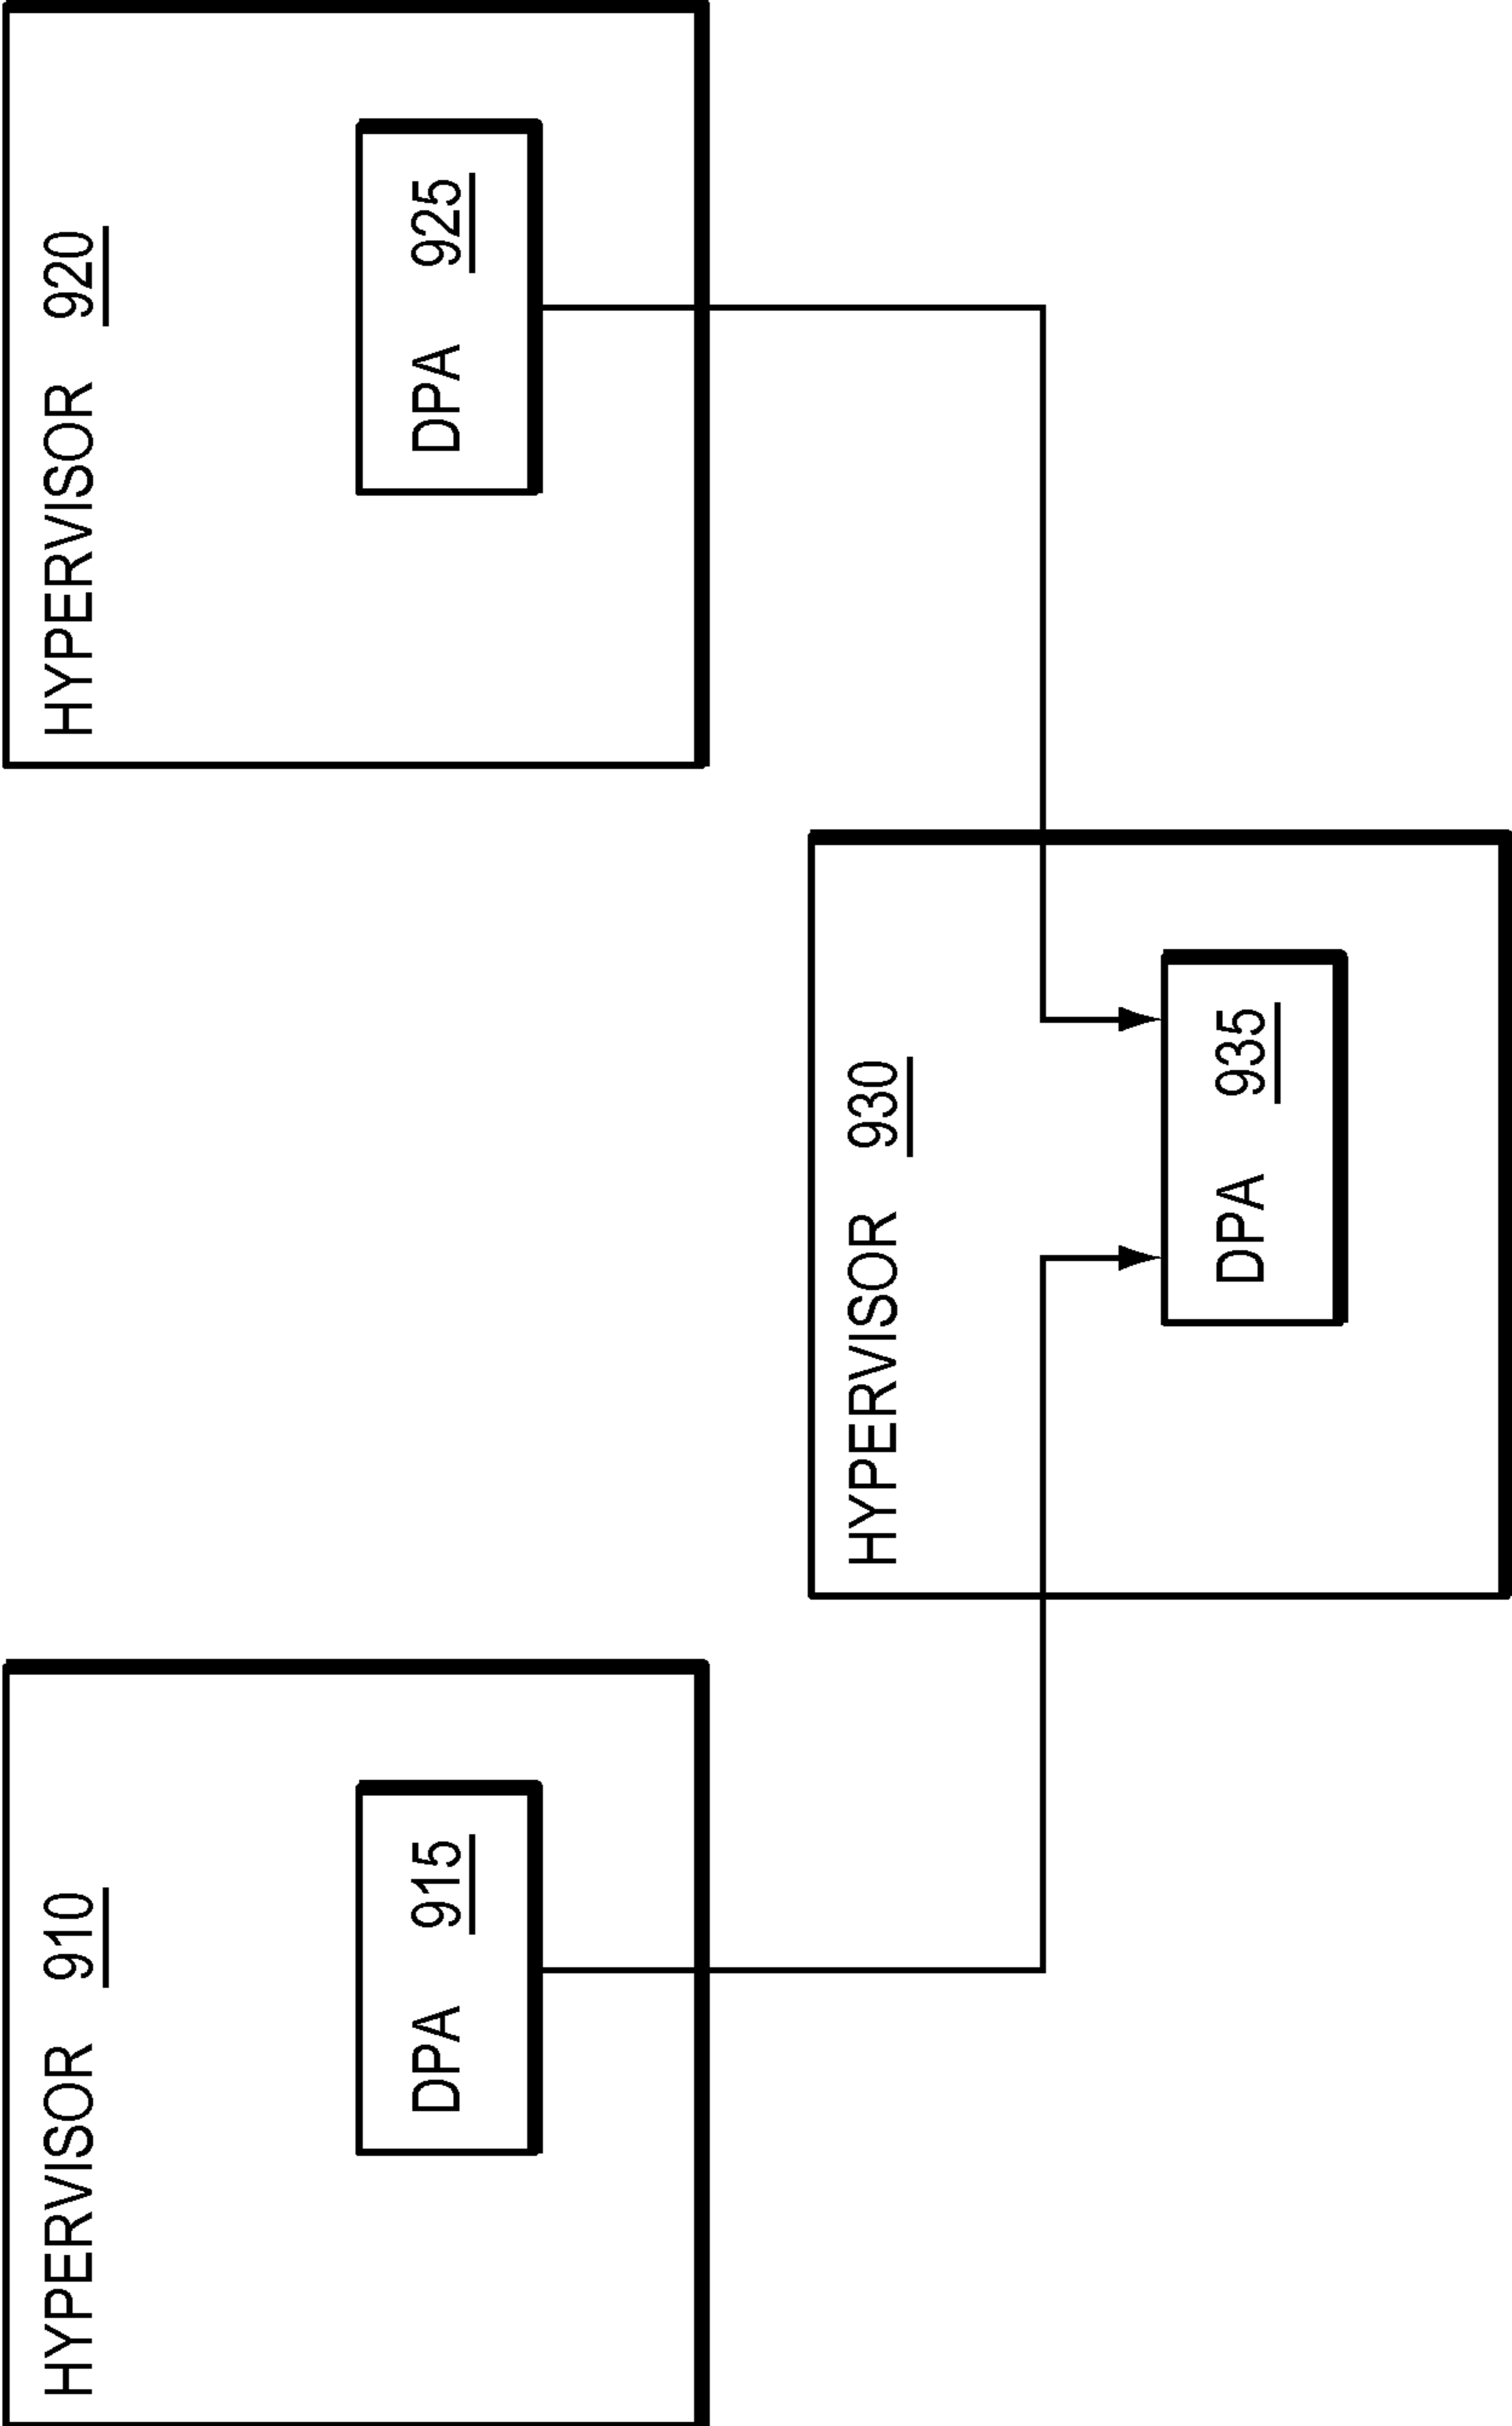 HYPERVISOR 910
DPA 915
HYPERVISOR 920
DPA 925
HYPERVISOR 930
DPA 935